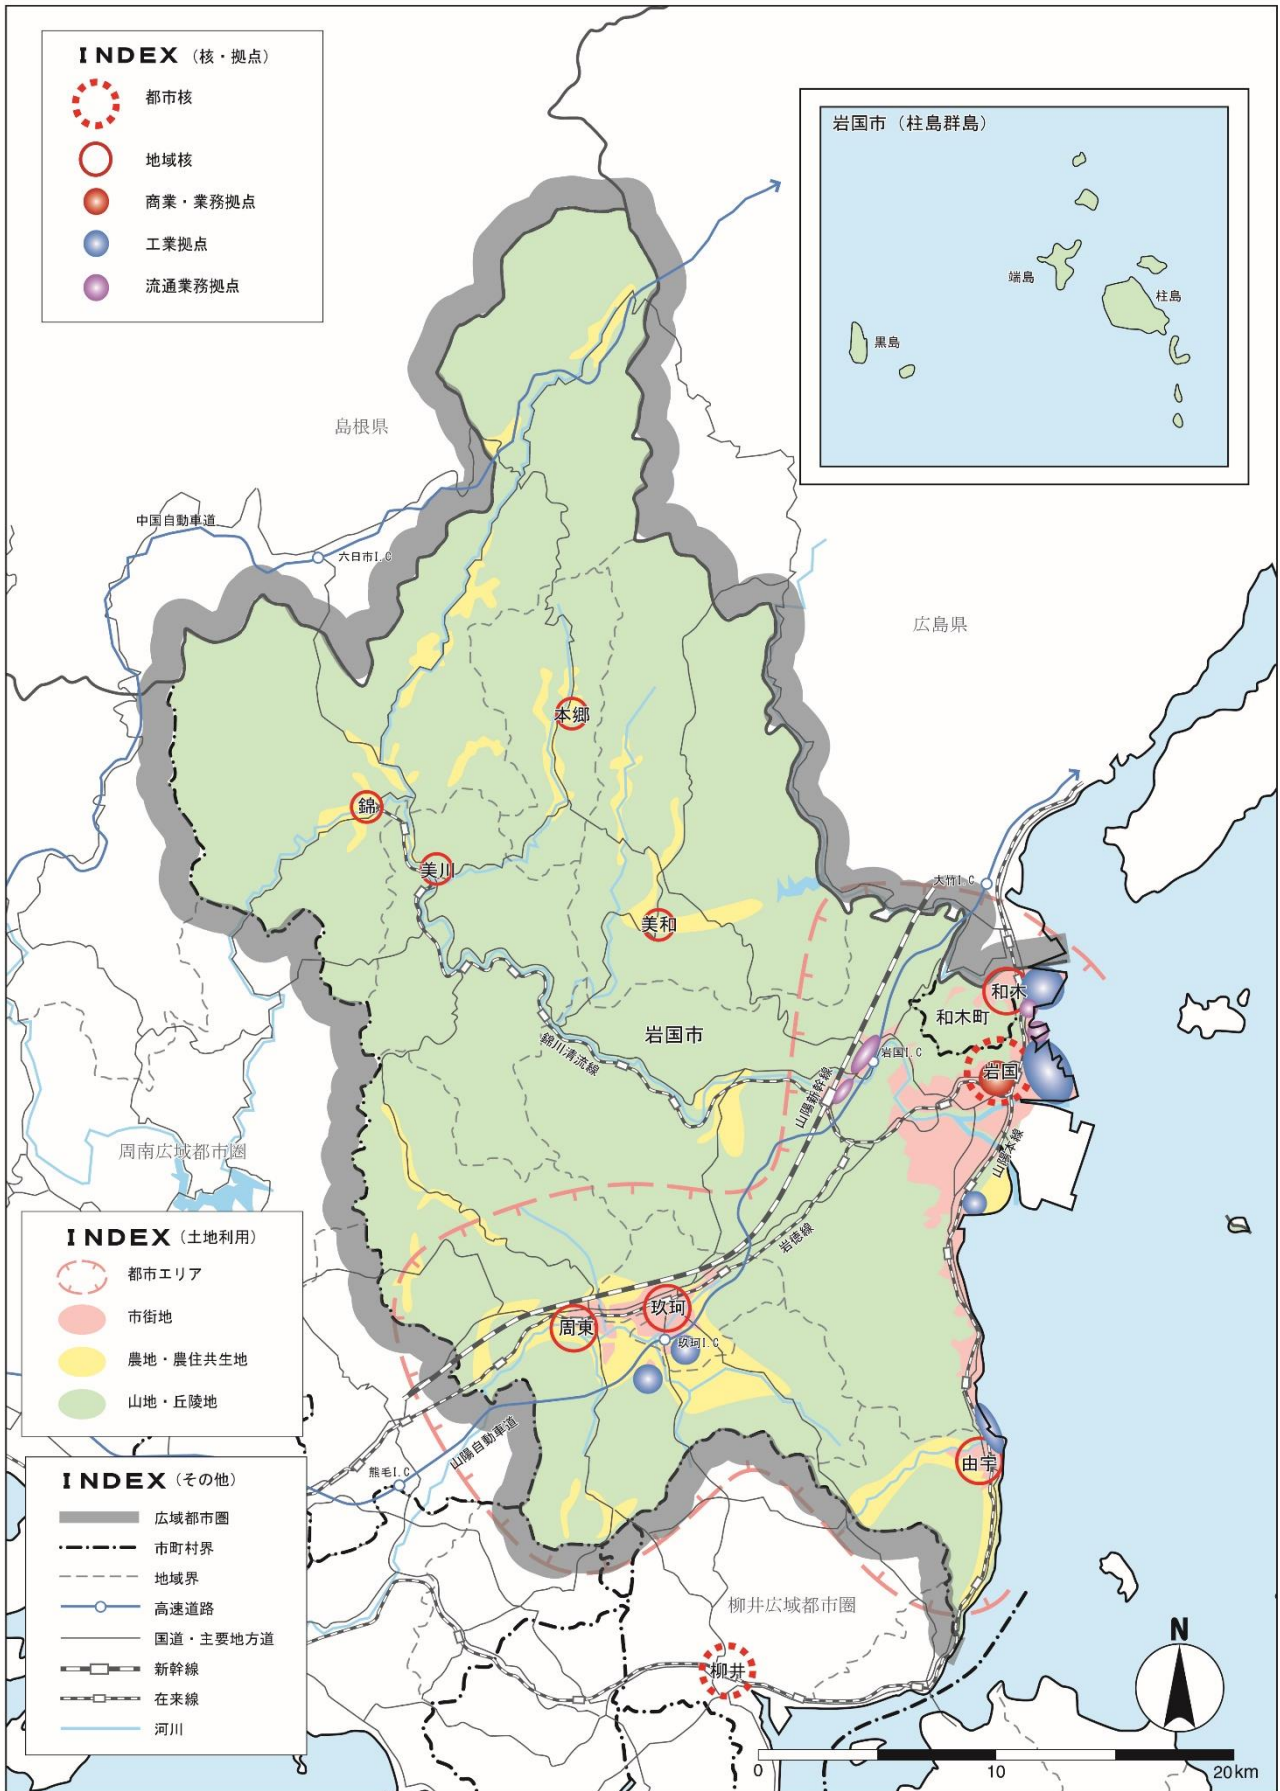 INDEX（核・拠点）
都市核
地域核
商業・業務拠点
工業拠点
流通業務拠点
岩国市（柱島群島）
端島
柱島
黒島
島根県
中国自動車道
六日市I.C
広島県
本郷
錦
美川
美和
大竹I.C
和木
和木町
岩国市
錦川清流線
山陽新幹線
岩国I.C
岩国
山陽本線
周南広域都市圏
岩徳線
INDEX（土地利用）
都市エリア
市街地
農地・農住共生地
山地・丘陵地
玖珂
周東
玖珂I.C
山陽自動車道
熊毛I.C
由宇
INDEX（その他）
広域都市圏
市町村界
地域界
高速道路
国道・主要地方道
新幹線
在来線
河川
柳井広域都市圏
柳井
N
0 10 20km